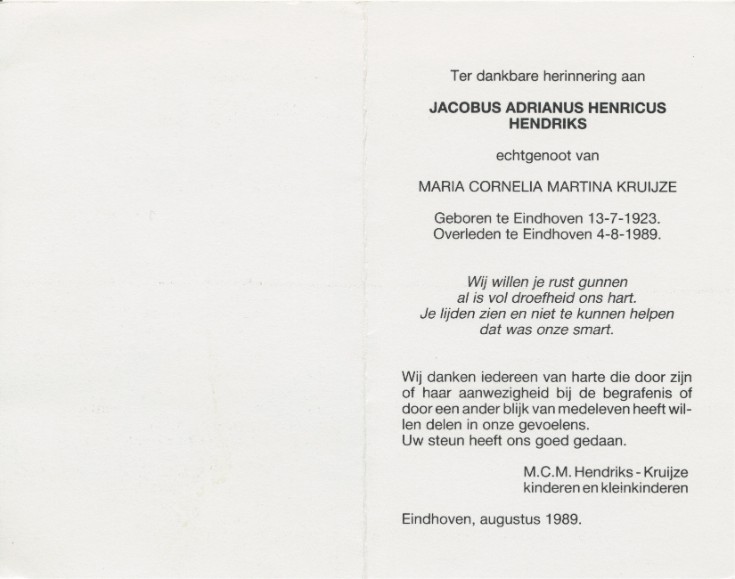 Ter dankbare herinnering aan
JACOBUS ADRIANUS HENRICUS
HENDRIKS
echtgenoot van
MARIA CORNELIA MARTINA KRUIJZE
Geboren te Eindhoven 13-7-1923.
Overleden te Eindhoven 4-8-1989.
Wij willen je rust gunnen
al is vol droefheid ons hart.
Je lijden zien en niet te kunnen helpen
dat was onze smart.
Wij danken iedereen van harte die door zijn
of haar aanwezigheid bij de begrafenis of
door een ander blijk van medeleven heeft wil-
len delen in onze gevoelens.
Uw steun heeft ons goed gedaan.
M.C.M. Hendriks - Kruijze
kinderen en kleinkinderen
Eindhoven, augustus 1989.